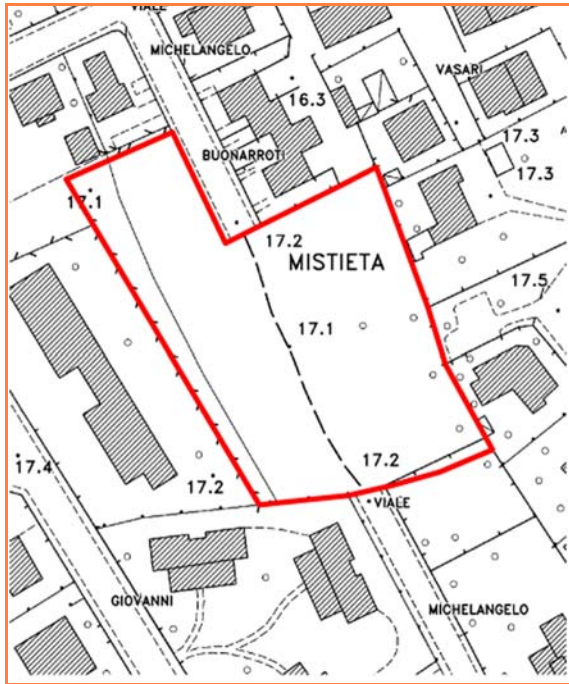 VIALE
MICHELANGELO
VASARI
16.3
17.3
BUONARROTI
17.3
17.1
17.2
MISTIETA
17.5
17.1
17.4
17.2
17.2
VIALE
GIOVANNI
MICHELANGELO